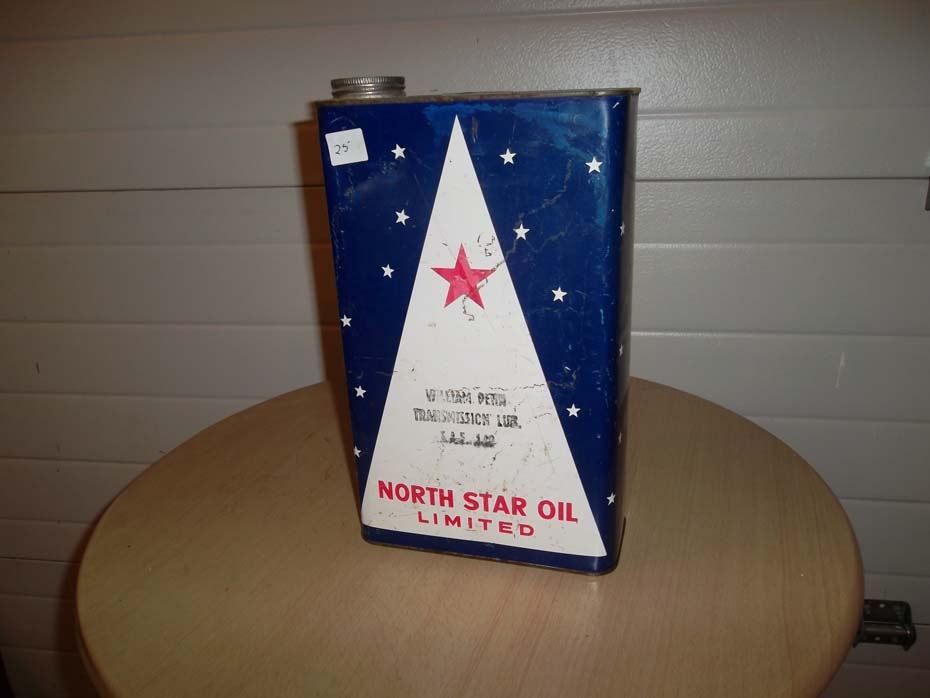 25
WILLIAM PENN
TRANSMISSION LUB.
S.A.E.
NORTH STAR OIL
LIMITED